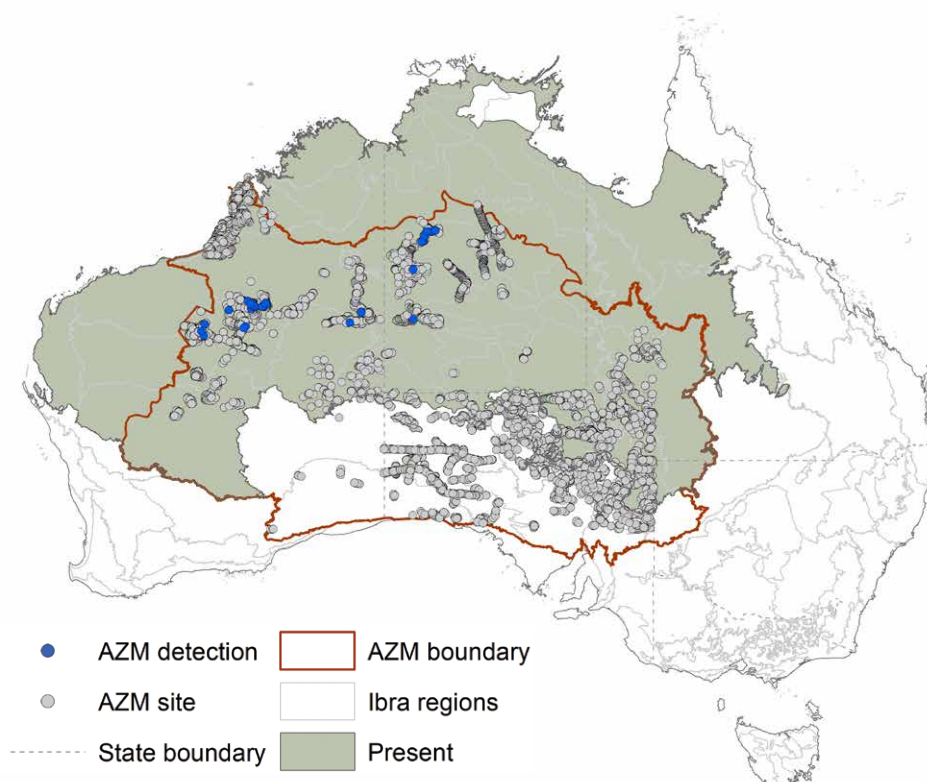 AZM detection
AZM boundary
AZM site
Ibra regions
State boundary
Present